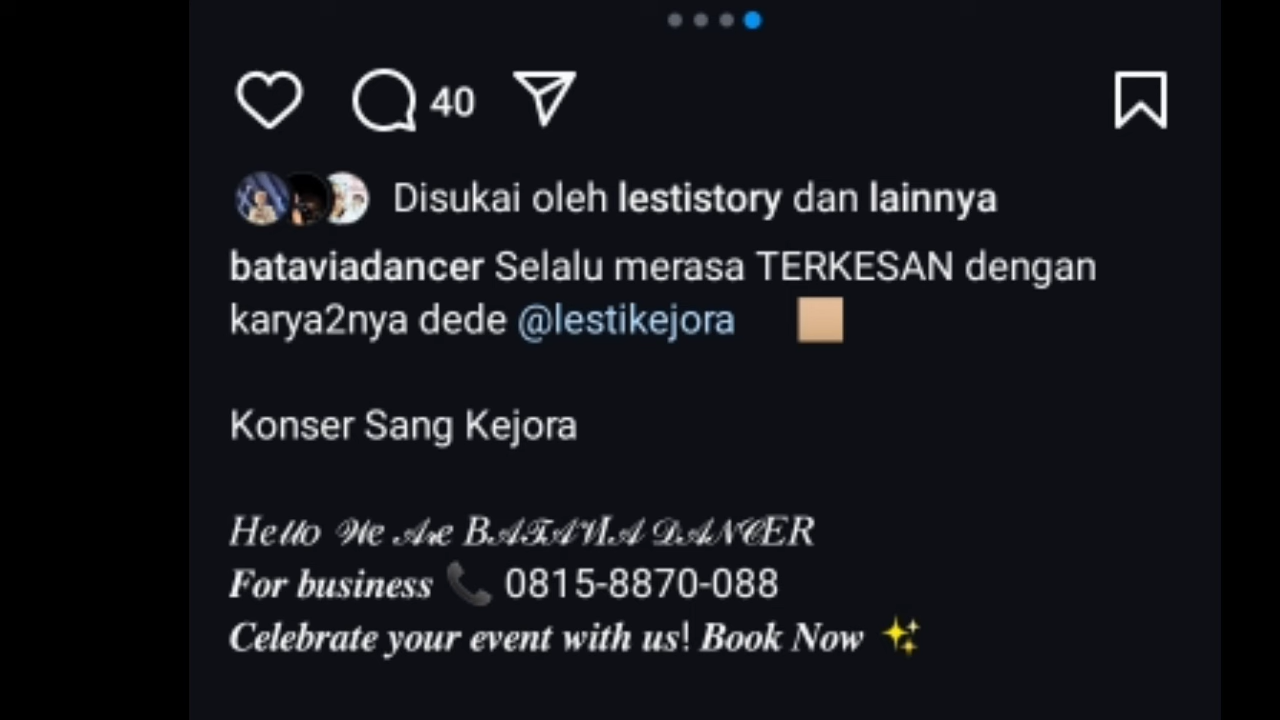 40
Disukai oleh lestistory dan lainnya
bataviadancer Selalu merasa TERKESAN dengan
karya2nya dede @lestikejora
Konser Sang Kejora
Hello We Are BATAVIA DANCER
For business 📞 0815-8870-088
Celebrate your event with us! Book Now ✨